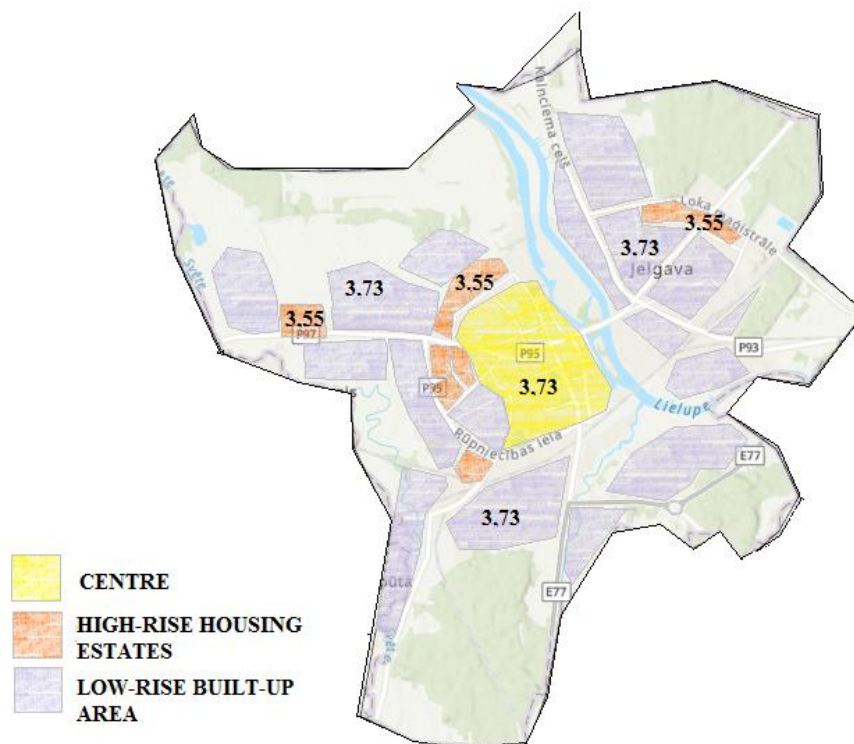 Kalnciema ceļš
Loka maģistrāle
3.55
3.73
Jelgava
3.55
3.73
Svēte
3.55
P97
P95
3.73
P93
P95
Lielupe
Rūpniecības iela
E77
3.73
E77
CENTRE
HIGH-RISE HOUSING
ESTATES
LOW-RISE BUILT-UP
AREA